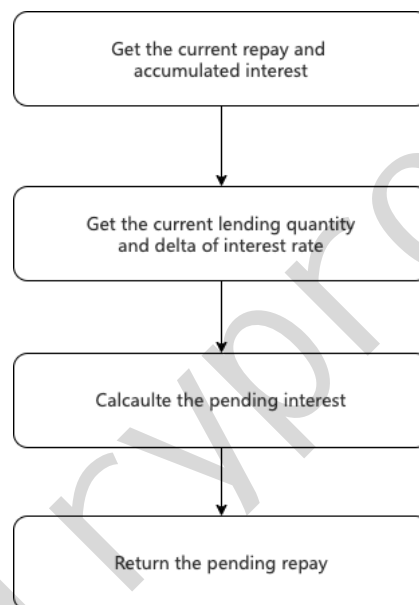 Get the current repay and
accumulated interest
Get the current lending quantity
and delta of interest rate
Calcaulte the pending interest
Return the pending repay